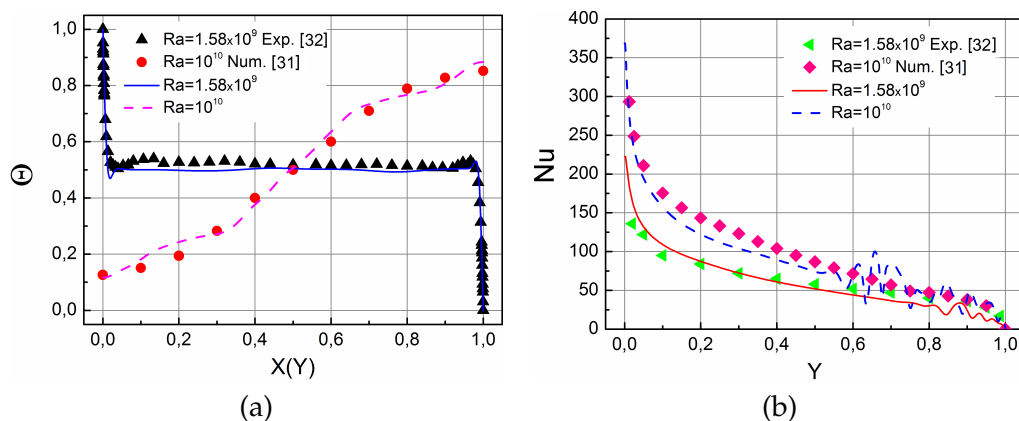 1,0
0,8
0,6
0,4
0,2
0,0
Θ
Ra=1.58x10⁹ Exp. [32]
Ra=10¹⁰ Num. [31]
Ra=1.58x10⁹
Ra=10¹⁰
0,0 0,2 0,4 0,6 0,8 1,0
X(Y)
(a)
400
350
300
250
200
150
100
50
0
Nu
Ra=1.58x10⁹ Exp. [32]
Ra=10¹⁰ Num. [31]
Ra=1.58x10⁹
Ra=10¹⁰
0,0 0,2 0,4 0,6 0,8 1,0
Y
(b)